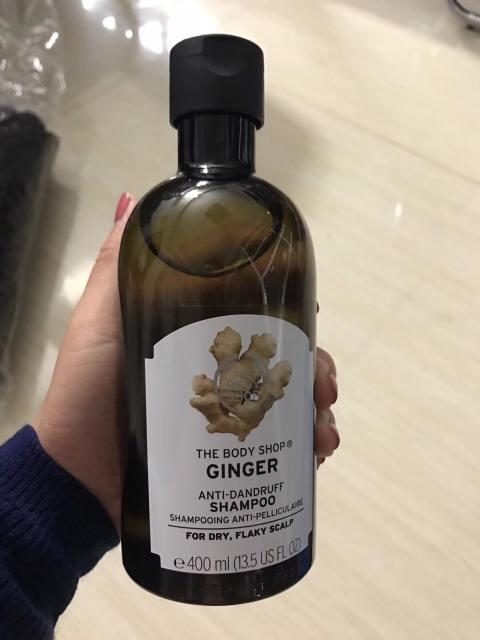 THE BODY SHOP®
GINGER
ANTI-DANDRUFF
SHAMPOO
SHAMPOOING ANTI-PELLICULAIRE
FOR DRY, FLAKY SCALP
℮ 400 ml (13.5 US FL OZ)